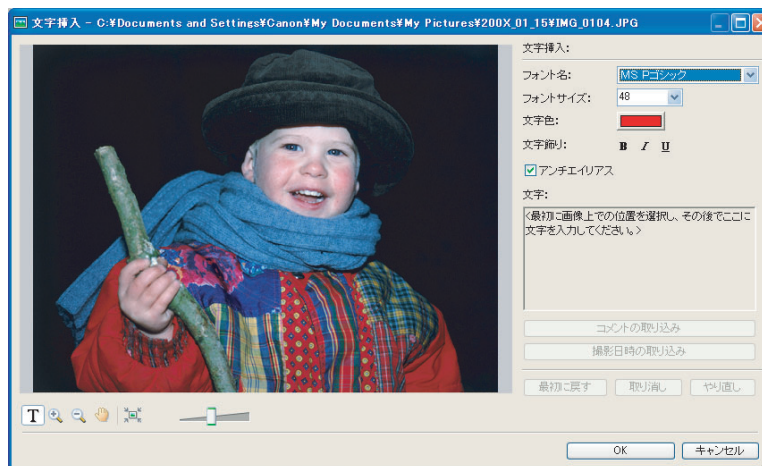 文字挿入 - C:¥Documents and Settings¥Canon¥My Documents¥My Pictures¥200X_01_15¥IMG_0104.JPG
文字挿入:
フォント名: MS Pゴシック
フォントサイズ: 48
文字色:
文字飾り: B I U
アンチエイリアス
文字:
<最初に画像上での位置を選択し、その後でここに
文字を入力してください。>
コメントの取り込み
撮影日時の取り込み
最初に戻す 取り消し やり直し
T
OK キャンセル